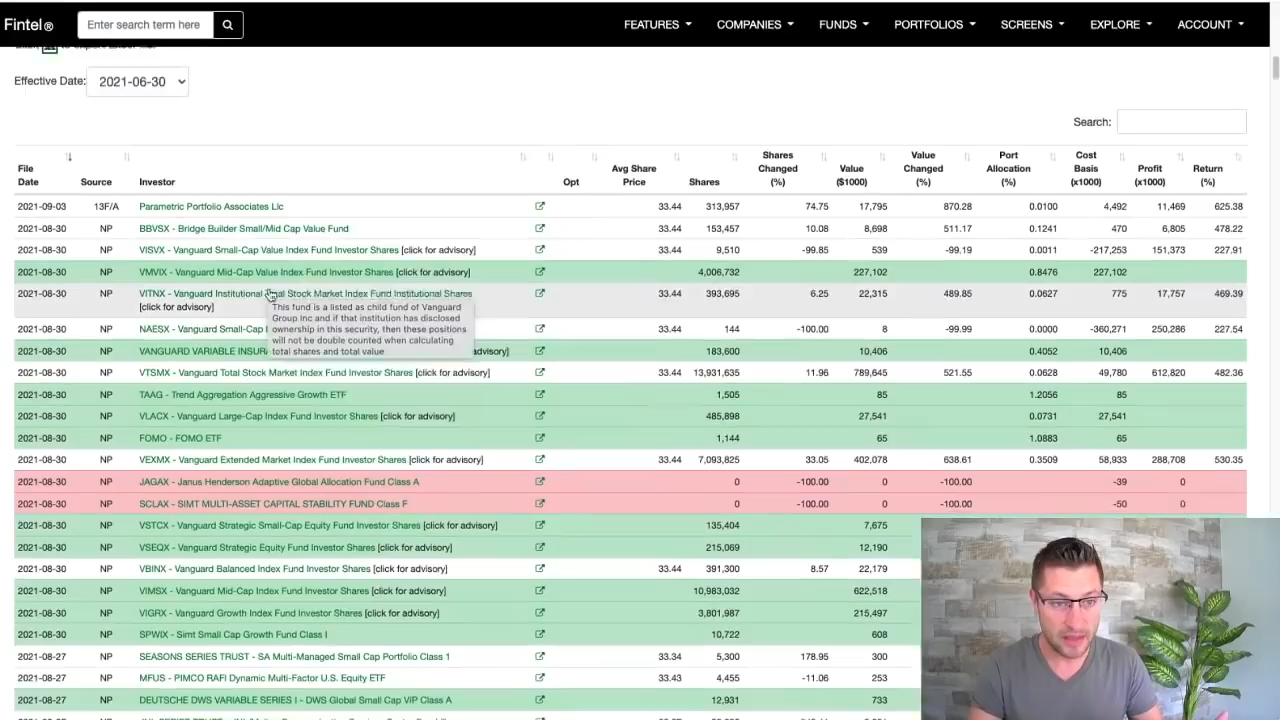 Fintel® Enter search term here FEATURES COMPANIES FUNDS PORTFOLIOS SCREENS EXPLORE ACCOUNT
Effective Date: 2021-06-30
Search:
File Date Source Investor Opt Avg Share Price Shares Shares Changed (%) Value ($1000) Value Changed (%) Port Allocation (%) Cost Basis (x1000) Profit (x1000) Return (%)
2021-09-03 13F/A Parametric Portfolio Associates Llc 33.44 313,957 74.75 17,795 870.28 0.0100 4,492 11,469 625.38
2021-08-30 NP BBVSX - Bridge Builder Small/Mid Cap Value Fund 33.44 153,457 10.08 8,698 511.17 0.1241 470 6,805 478.22
2021-08-30 NP VISVX - Vanguard Small-Cap Value Index Fund Investor Shares [click for advisory] 33.44 9,510 -99.85 539 -99.19 0.0011 -217,253 151,373 227.91
2021-08-30 NP VMVIX - Vanguard Mid-Cap Value Index Fund Investor Shares [click for advisory] 4,006,732 227,102 0.8476 227,102
2021-08-30 NP VITNX - Vanguard Institutional Total Stock Market Index Fund Institutional Shares 33.44 393,695 6.25 22,315 489.85 0.0627 775 17,757 469.39
[click for advisory]
This fund is a listed as child fund of Vanguard
Group Inc and if that institution has disclosed
ownership in this security, then these positions
will not be double counted when calculating
total shares and total value
2021-08-30 NP NAESX - Vanguard Small-Cap 33.44 144 -100.00 8 -99.99 0.0000 -360,271 250,286 227.54
2021-08-30 NP VANGUARD VARIABLE INSUR advisory] 183,600 10,406 0.4052 10,406
2021-08-30 NP VTSMX - Vanguard Total Stock Market Index Fund Investor Shares [click for advisory] 33.44 13,931,635 11.96 789,645 521.55 0.0628 49,780 612,820 482.36
2021-08-30 NP TAAG - Trend Aggregation Aggressive Growth ETF 1,505 85 1.2056 85
2021-08-30 NP VLACX - Vanguard Large-Cap Index Fund Investor Shares [click for advisory] 485,898 27,541 0.0731 27,541
2021-08-30 NP FOMO - FOMO ETF 1,144 65 1.0883 65
2021-08-30 NP VEXMX - Vanguard Extended Market Index Fund Investor Shares [click for advisory] 33.44 7,093,825 33.05 402,078 638.61 0.3509 58,933 288,708 530.35
2021-08-30 NP JAGAX - Janus Henderson Adaptive Global Allocation Fund Class A 0 -100.00 0 -100.00 -39 0
2021-08-30 NP SCLAX - SIMT MULTI-ASSET CAPITAL STABILITY FUND Class F 0 -100.00 0 -100.00 -50 0
2021-08-30 NP VSTCX - Vanguard Strategic Small-Cap Equity Fund Investor Shares [click for advisory] 135,404 7,675
2021-08-30 NP VSEQX - Vanguard Strategic Equity Fund Investor Shares [click for advisory] 215,069 12,190
2021-08-30 NP VBINX - Vanguard Balanced Index Fund Investor Shares [click for advisory] 33.44 391,300 8.57 22,179
2021-08-30 NP VIMSX - Vanguard Mid-Cap Index Fund Investor Shares [click for advisory] 10,983,032 622,518
2021-08-30 NP VIGRX - Vanguard Growth Index Fund Investor Shares [click for advisory] 3,801,987 215,497
2021-08-30 NP SPWIX - Simt Small Cap Growth Fund Class I 10,722 608
2021-08-27 NP SEASONS SERIES TRUST - SA Multi-Managed Small Cap Portfolio Class 1 33.34 5,300 178.95 300
2021-08-27 NP MFUS - PIMCO RAFI Dynamic Multi-Factor U.S. Equity ETF 33.43 4,455 -11.06 253
2021-08-27 NP DEUTSCHE DWS VARIABLE SERIES I - DWS Global Small Cap VIP Class A 12,931 733